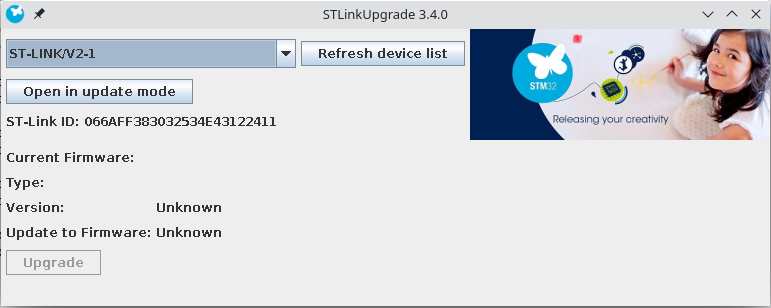 STLinkUpgrade 3.4.0
ST-LINK/V2-1
Refresh device list
Open in update mode
ST-Link ID: 066AFF383032534E43122411
Current Firmware:
Type:
Version: Unknown
Update to Firmware: Unknown
Upgrade
STM32
Releasing your creativity